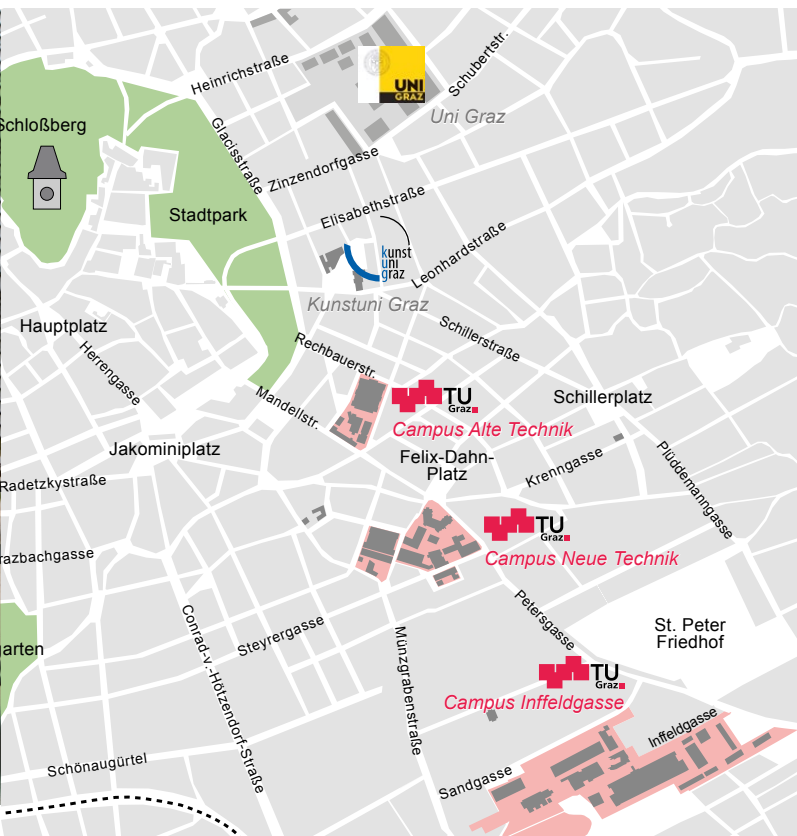 Heinrichstraße
Schubertstr.
UNI
GRAZ
Uni Graz
Schloßberg
Glacisstraße
Zinzendorfgasse
Stadtpark
Elisabethstraße
kunst
uni
graz
Leonhardstraße
Kunstuni Graz
Hauptplatz
Herrengasse
Schillerstraße
Rechbauerstr.
Mandellstr.
TU
Graz
Campus Alte Technik
Schillerplatz
Jakominiplatz
Felix-Dahn-
Platz
Krenngasse
Plüddemanngasse
Radetzkystraße
TU
Graz
Campus Neue Technik
razbachgasse
Petersgasse
St. Peter
Friedhof
garten
Conrad-v.-Hötzendorf-Straße
Steyrergasse
Münzgrabenstraße
TU
Graz
Campus Inffeldgasse
Inffeldgasse
Schönaugürtel
Sandgasse